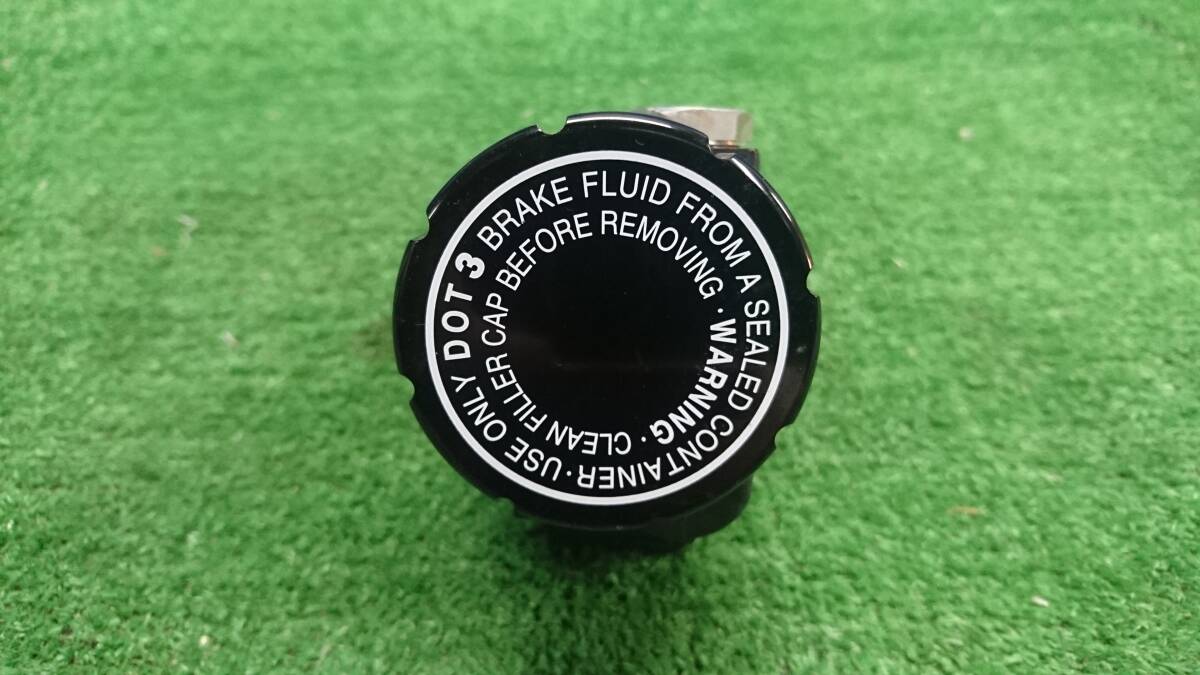 USE ONLY DOT 3 BRAKE FLUID FROM A SEALED CONTAINER ·
WARNING · CLEAN FILLER CAP BEFORE REMOVING ·